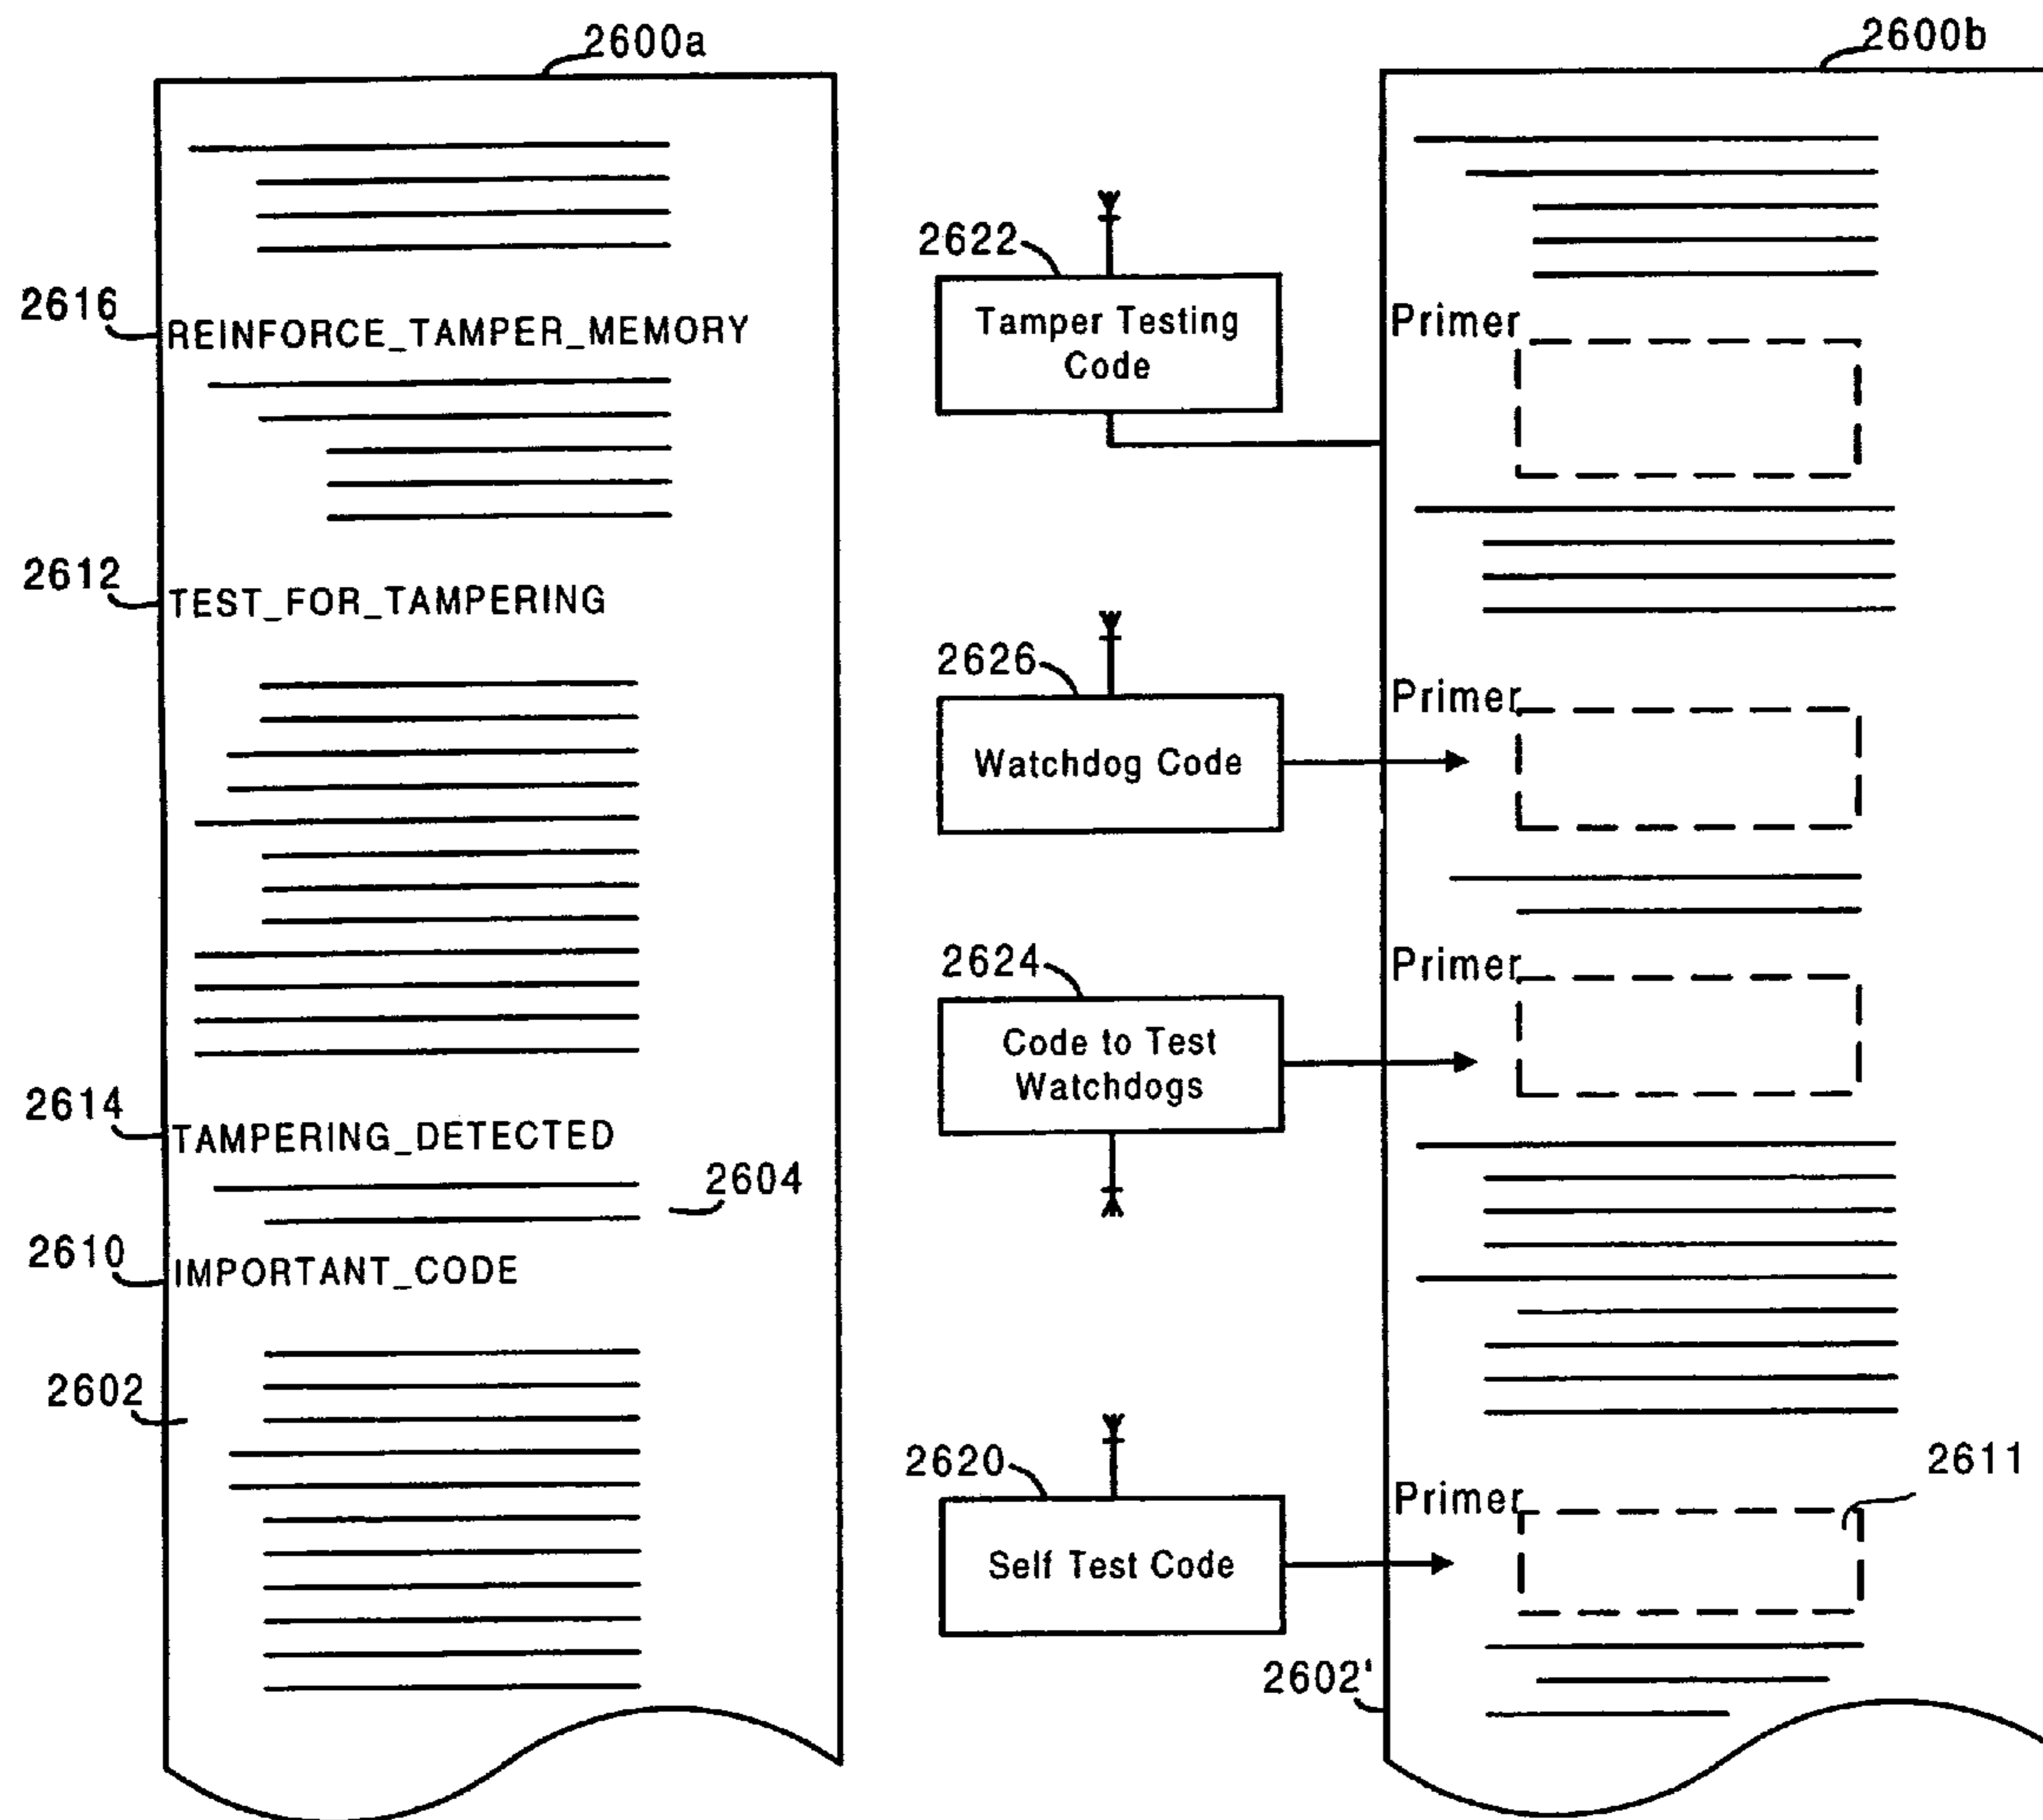 2600a
2616
REINFORCE_TAMPER_MEMORY
2612
TEST_FOR_TAMPERING
2614
TAMPERING_DETECTED
2604
2610
IMPORTANT_CODE
2602
2622
Tamper Testing
Code
2626
Watchdog Code
2624
Code to Test
Watchdogs
2620
Self Test Code
2600b
Primer
Primer
Primer
Primer
2611
2602'